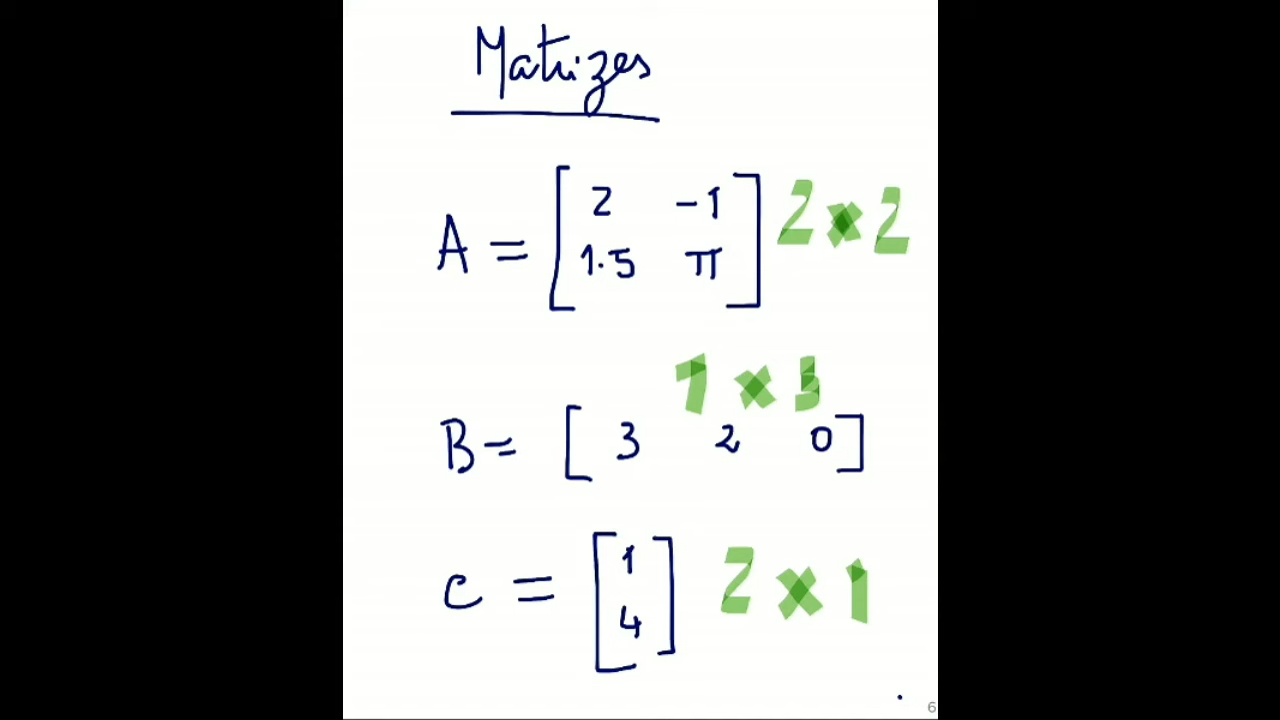 Matrizes
A = [ 2 -1
1.5 π ] 2 x 2
1 x 3
B = [ 3 2 0 ]
C = [ 1
4 ] 2 x 1
6